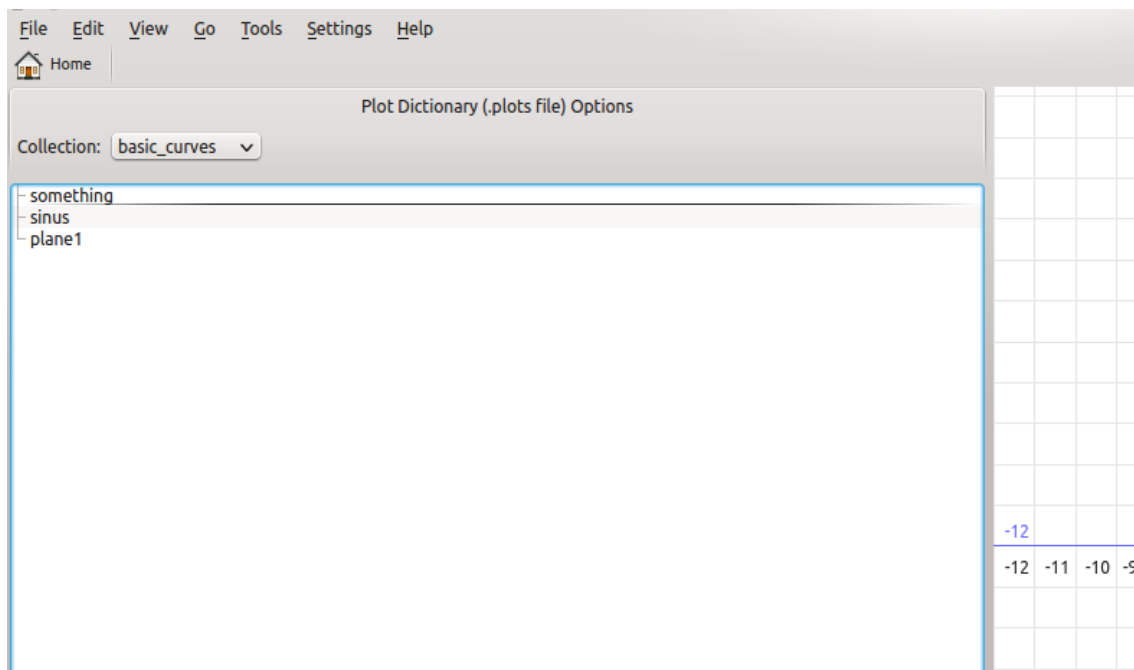 File Edit View Go Tools Settings Help
Home
Plot Dictionary (.plots file) Options
Collection: basic_curves
something
sinus
plane1
-12
-12 -11 -10 -9